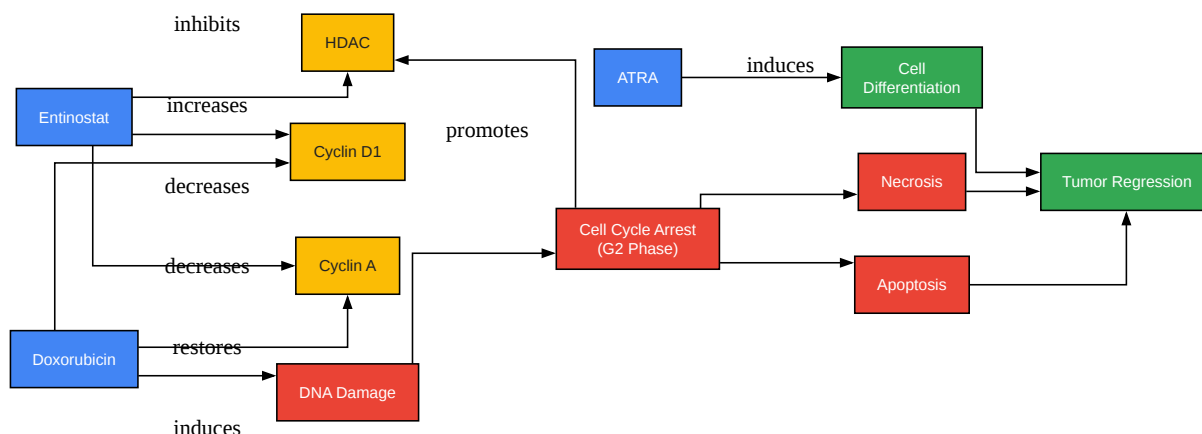 inhibits
HDAC
ATRA
induces
Cell
Differentiation
Entinostat
increases
promotes
Cyclin D1
decreases
Necrosis
Tumor Regression
Cell Cycle Arrest
(G2 Phase)
decreases
Cyclin A
Apoptosis
Doxorubicin
restores
DNA Damage
induces